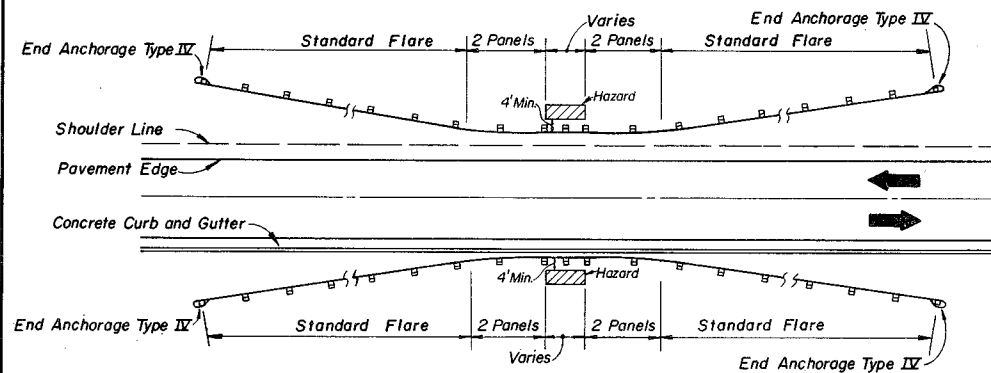 Varies
End Anchorage Type IV
End Anchorage Type IV
Standard Flare
2 Panels
2 Panels
Standard Flare
4' Min.
Hazard
Shoulder Line
Pavement Edge
Concrete Curb and Gutter
4' Min.
Hazard
End Anchorage Type IV
Standard Flare
2 Panels
2 Panels
Standard Flare
Varies
End Anchorage Type IV